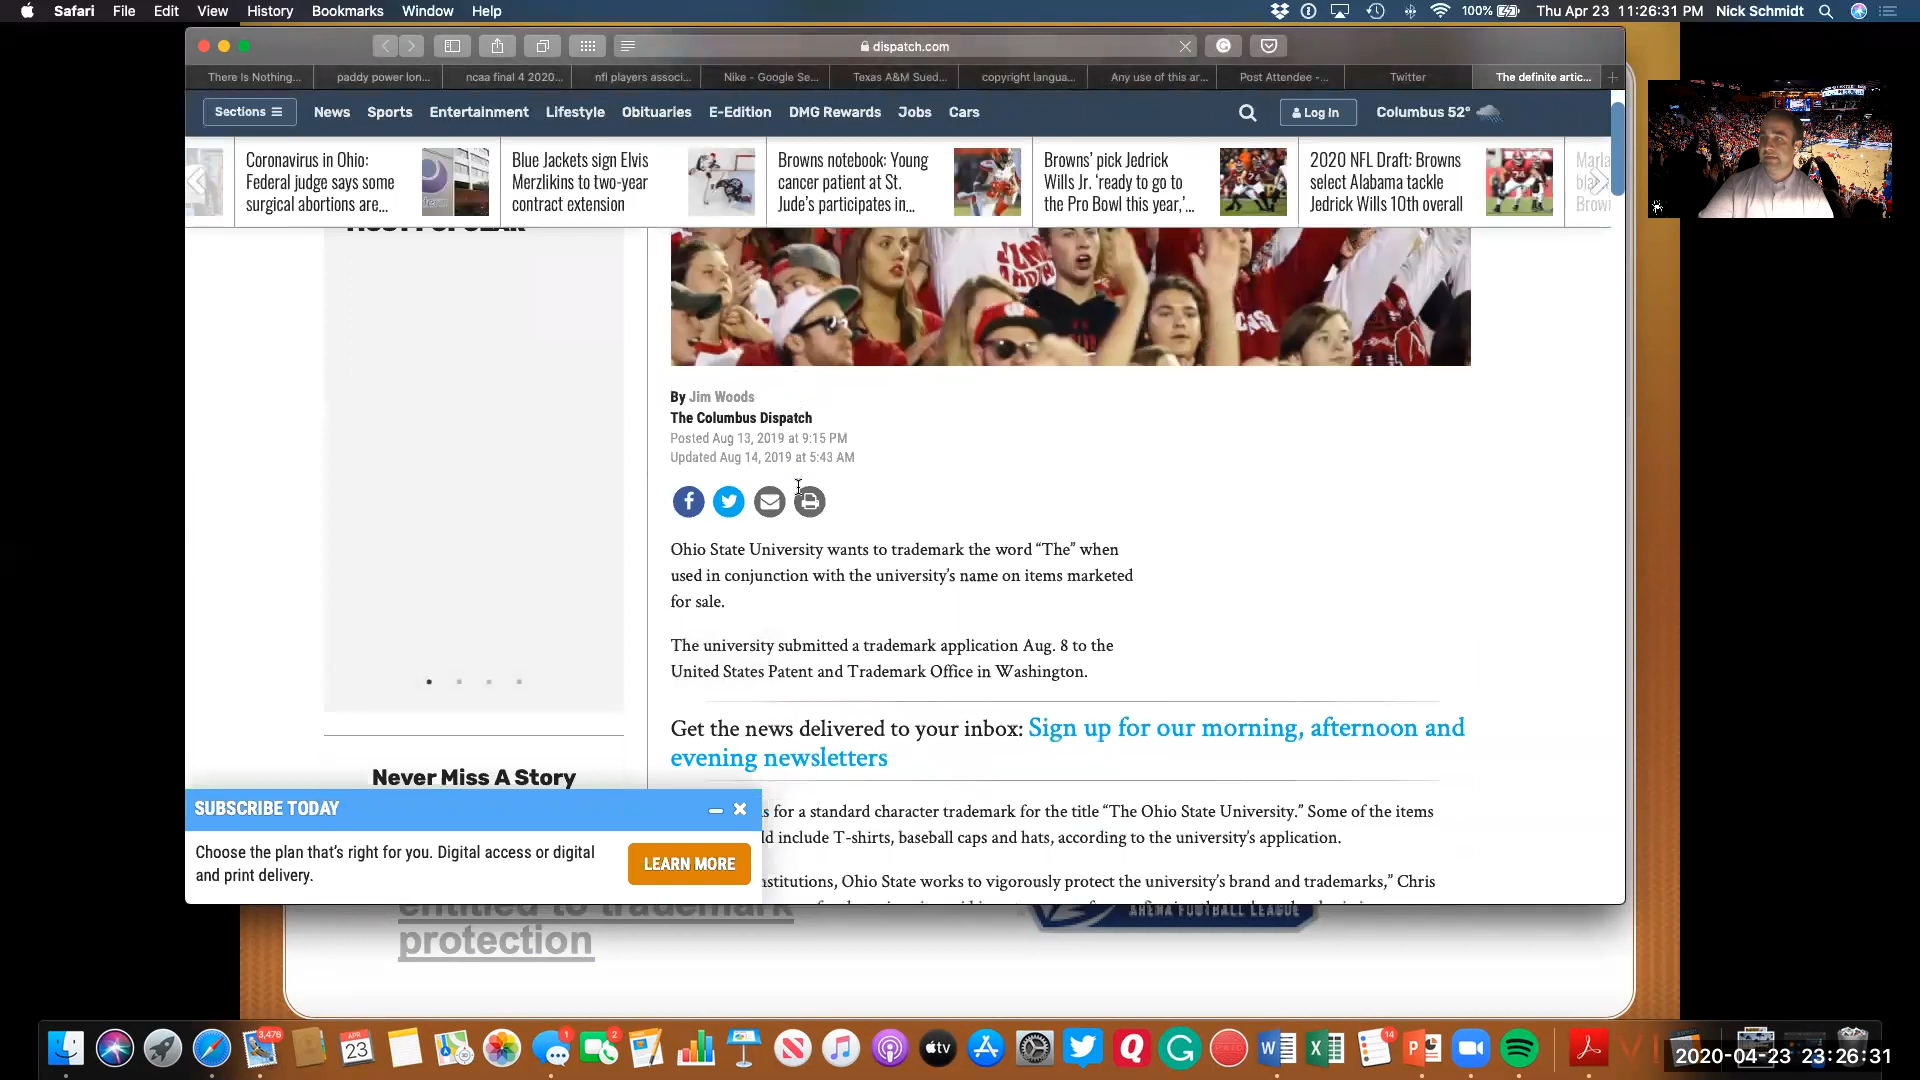 Safari File Edit View History Bookmarks Window Help
100% Thu Apr 23 11:26:31 PM Nick Schmidt
dispatch.com
There Is Nothing...
paddy power lon...
ncaa final 4 2020...
nfl players associ...
Nike - Google Se...
Texas A&M Sued...
copyright langua...
Any use of this ar...
Post Attendee -...
Twitter
The definite artic...
Sections News Sports Entertainment Lifestyle Obituaries E-Edition DMG Rewards Jobs Cars
Log In Columbus 52°
Coronavirus in Ohio:
Federal judge says some
surgical abortions are...
Blue Jackets sign Elvis
Merzlikins to two-year
contract extension
Browns notebook: Young
cancer patient at St.
Jude's participates in...
Browns' pick Jedrick
Wills Jr. 'ready to go to
the Pro Bowl this year,'...
2020 NFL Draft: Browns
select Alabama tackle
Jedrick Wills 10th overall
MOST POPULAR
By Jim Woods
The Columbus Dispatch
Posted Aug 13, 2019 at 9:15 PM
Updated Aug 14, 2019 at 5:43 AM
Ohio State University wants to trademark the word “The” when
used in conjunction with the university’s name on items marketed
for sale.
The university submitted a trademark application Aug. 8 to the
United States Patent and Trademark Office in Washington.
Get the news delivered to your inbox: Sign up for our morning, afternoon and
evening newsletters
Never Miss A Story
SUBSCRIBE TODAY
Choose the plan that's right for you. Digital access or digital
and print delivery.
LEARN MORE
s for a standard character trademark for the title “The Ohio State University.” Some of the items
ld include T-shirts, baseball caps and hats, according to the university’s application.
nstitutions, Ohio State works to vigorously protect the university’s brand and trademarks,” Chris
entitled to trademark
protection
ARENA FOOTBALL LEAGUE
3,476
APR
23
1
2
tv
14
2020-04-23 23:26:31